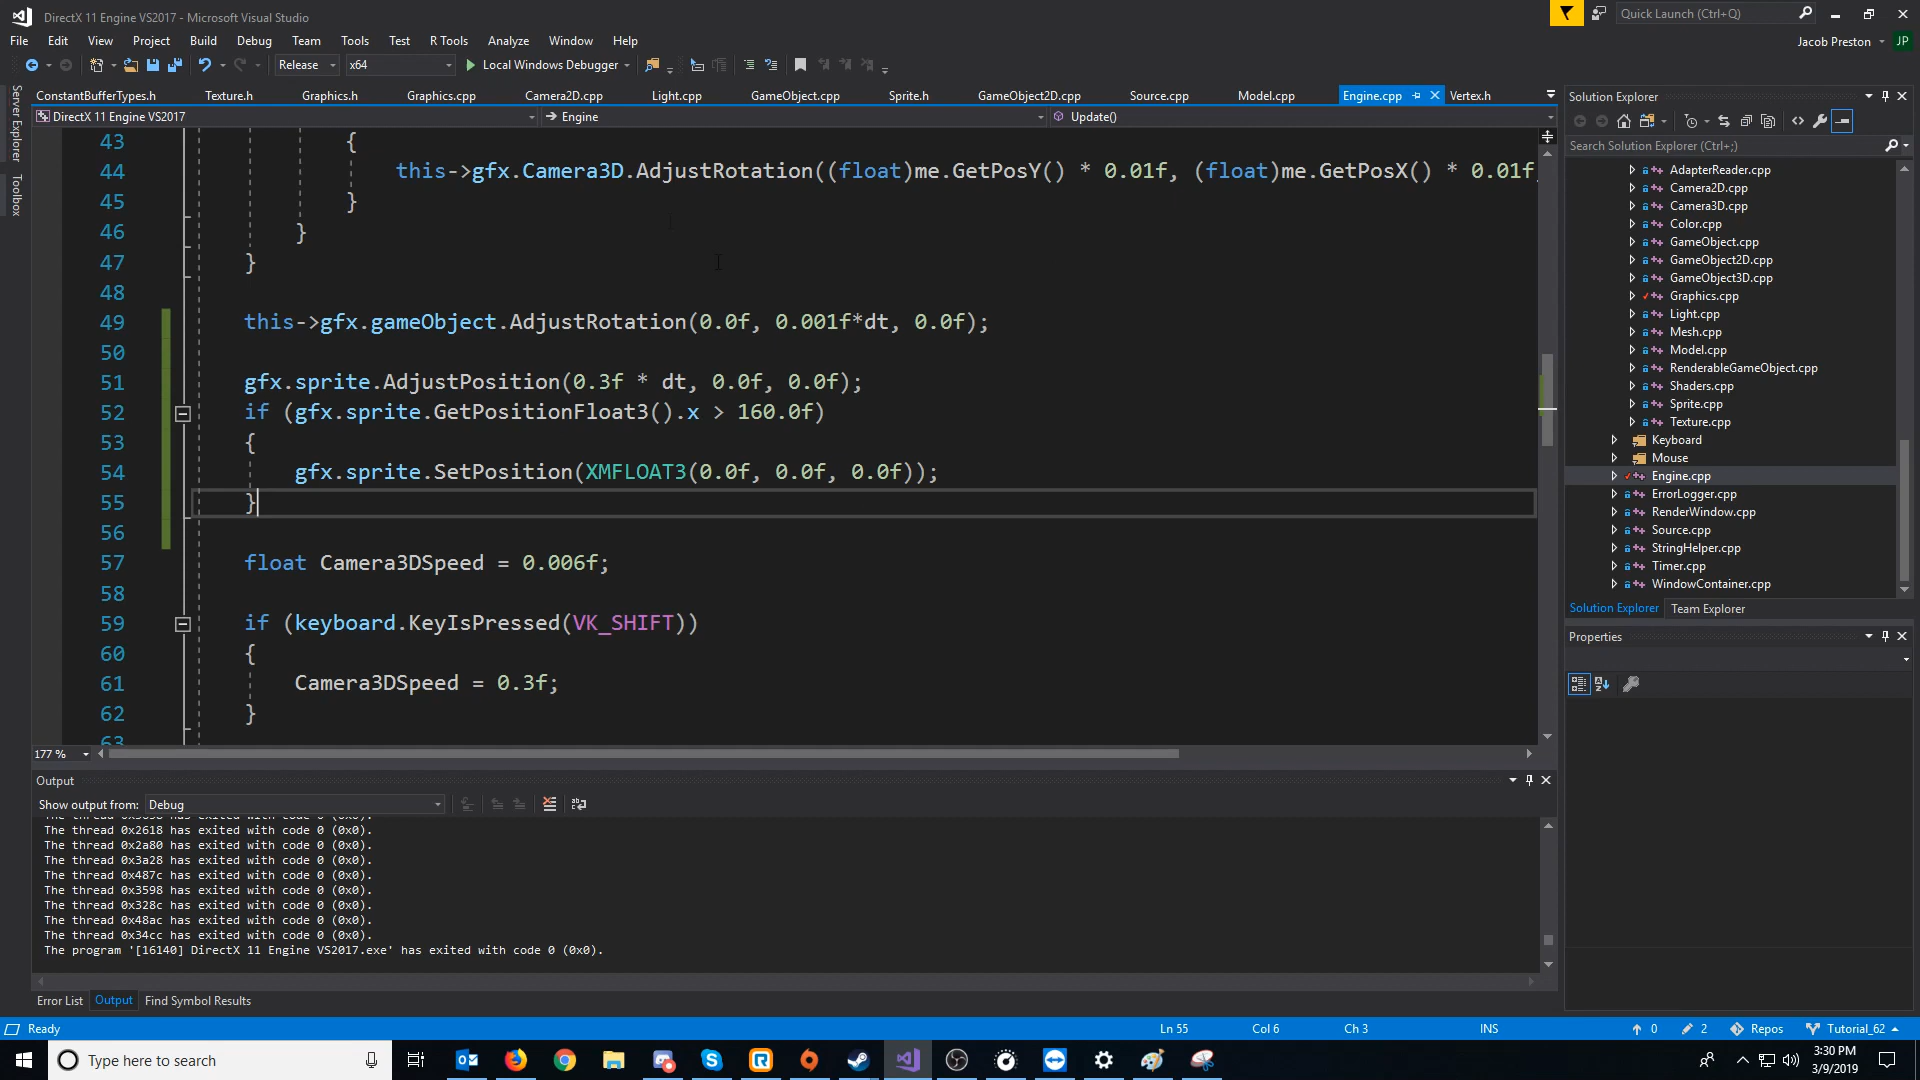 DirectX 11 Engine VS2017 - Microsoft Visual Studio
Quick Launch (Ctrl+Q)
File Edit View Project Build Debug Team Tools Test R Tools Analyze Window Help
Jacob Preston JP
Release x64 Local Windows Debugger
ConstantBufferTypes.h Texture.h Graphics.h Graphics.cpp Camera2D.cpp Light.cpp GameObject.cpp Sprite.h GameObject2D.cpp Source.cpp Model.cpp Engine.cpp Vertex.h
DirectX 11 Engine VS2017 Engine Update()
Server Explorer
Toolbox
43 {
44 this->gfx.Camera3D.AdjustRotation((float)me.GetPosY() * 0.01f, (float)me.GetPosX() * 0.01f,
45 }
46 }
47 }
48
49 this->gfx.gameObject.AdjustRotation(0.0f, 0.001f*dt, 0.0f);
50
51 gfx.sprite.AdjustPosition(0.3f * dt, 0.0f, 0.0f);
52 if (gfx.sprite.GetPositionFloat3().x > 160.0f)
53 {
54 gfx.sprite.SetPosition(XMFLOAT3(0.0f, 0.0f, 0.0f));
55 }
56
57 float Camera3DSpeed = 0.006f;
58
59 if (keyboard.KeyIsPressed(VK_SHIFT))
60 {
61 Camera3DSpeed = 0.3f;
62 }
63
177 %
Output
Show output from: Debug
The thread 0x2618 has exited with code 0 (0x0).
The thread 0x2a80 has exited with code 0 (0x0).
The thread 0x3a28 has exited with code 0 (0x0).
The thread 0x487c has exited with code 0 (0x0).
The thread 0x3598 has exited with code 0 (0x0).
The thread 0x328c has exited with code 0 (0x0).
The thread 0x48ac has exited with code 0 (0x0).
The thread 0x34cc has exited with code 0 (0x0).
The program '[16140] DirectX 11 Engine VS2017.exe' has exited with code 0 (0x0).
Error List Output Find Symbol Results
Solution Explorer
Search Solution Explorer (Ctrl+;)
AdapterReader.cpp
Camera2D.cpp
Camera3D.cpp
Color.cpp
GameObject.cpp
GameObject2D.cpp
GameObject3D.cpp
Graphics.cpp
Light.cpp
Mesh.cpp
Model.cpp
RenderableGameObject.cpp
Shaders.cpp
Sprite.cpp
Texture.cpp
Keyboard
Mouse
Engine.cpp
ErrorLogger.cpp
RenderWindow.cpp
Source.cpp
StringHelper.cpp
Timer.cpp
WindowContainer.cpp
Solution Explorer Team Explorer
Properties
Ready Ln 55 Col 6 Ch 3 INS 0 2 Repos Tutorial_62
Type here to search
3:30 PM
3/9/2019